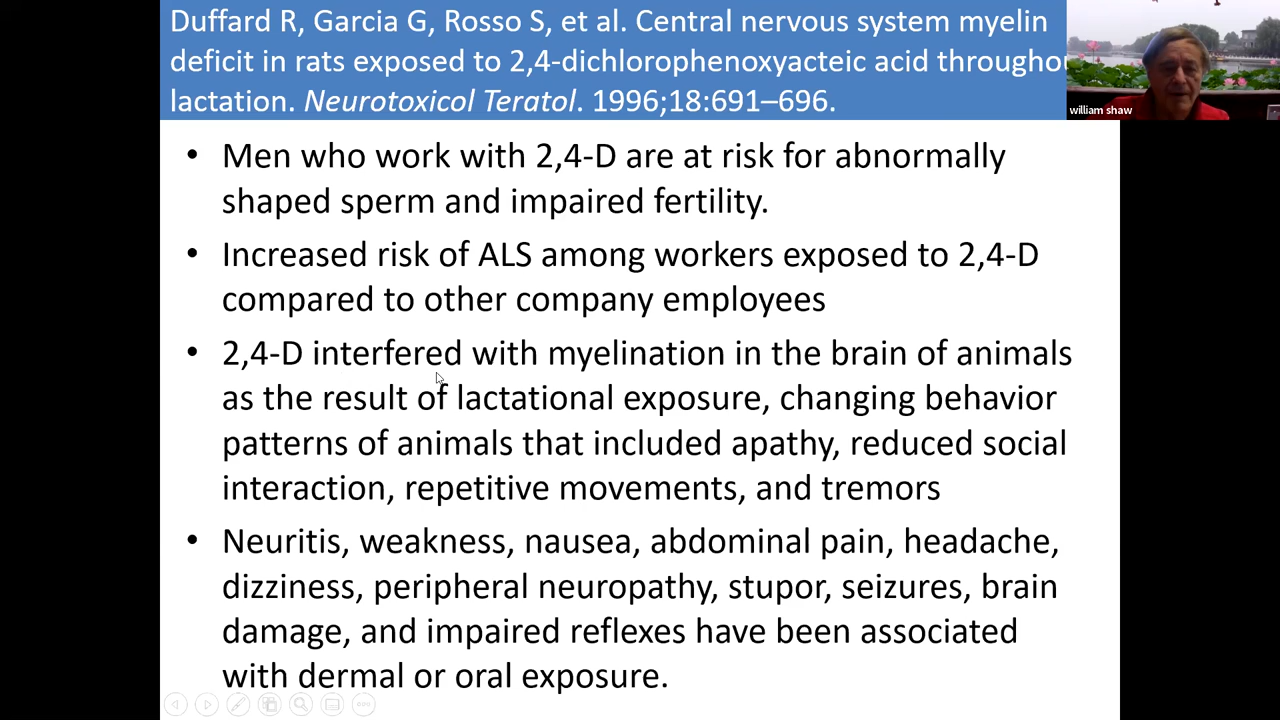 Duffard R, Garcia G, Rosso S, et al. Central nervous system myelin
deficit in rats exposed to 2,4-dichlorophenoxyacteic acid througho
lactation. Neurotoxicol Teratol. 1996;18:691–696.
william shaw
• Men who work with 2,4-D are at risk for abnormally
shaped sperm and impaired fertility.
• Increased risk of ALS among workers exposed to 2,4-D
compared to other company employees
• 2,4-D interfered with myelination in the brain of animals
as the result of lactational exposure, changing behavior
patterns of animals that included apathy, reduced social
interaction, repetitive movements, and tremors
• Neuritis, weakness, nausea, abdominal pain, headache,
dizziness, peripheral neuropathy, stupor, seizures, brain
damage, and impaired reflexes have been associated
with dermal or oral exposure.